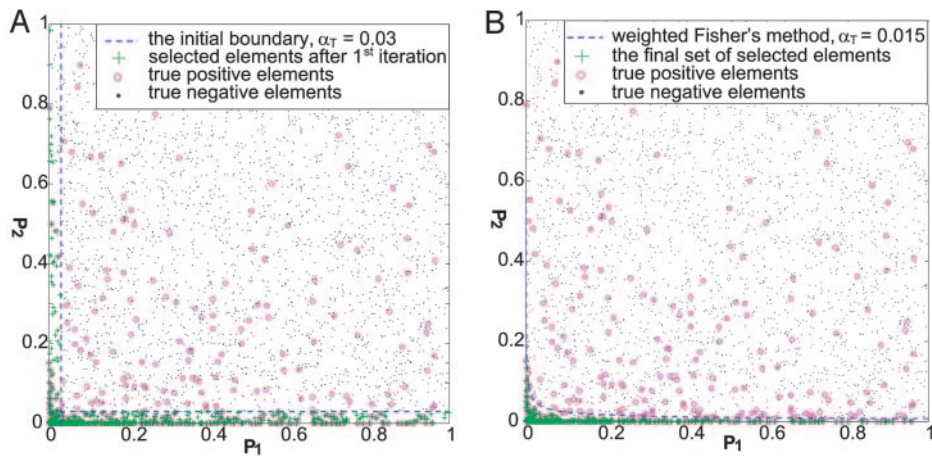 A
the initial boundary, α_T = 0.03
selected elements after 1st iteration
true positive elements
true negative elements
1
0.8
0.6
P2
0.4
0.2
0
0 0.2 0.4 0.6 0.8 1
P1
B
weighted Fisher's method, α_T = 0.015
the final set of selected elements
true positive elements
true negative elements
1
0.8
0.6
P2
0.4
0.2
0
0 0.2 0.4 0.6 0.8 1
P1